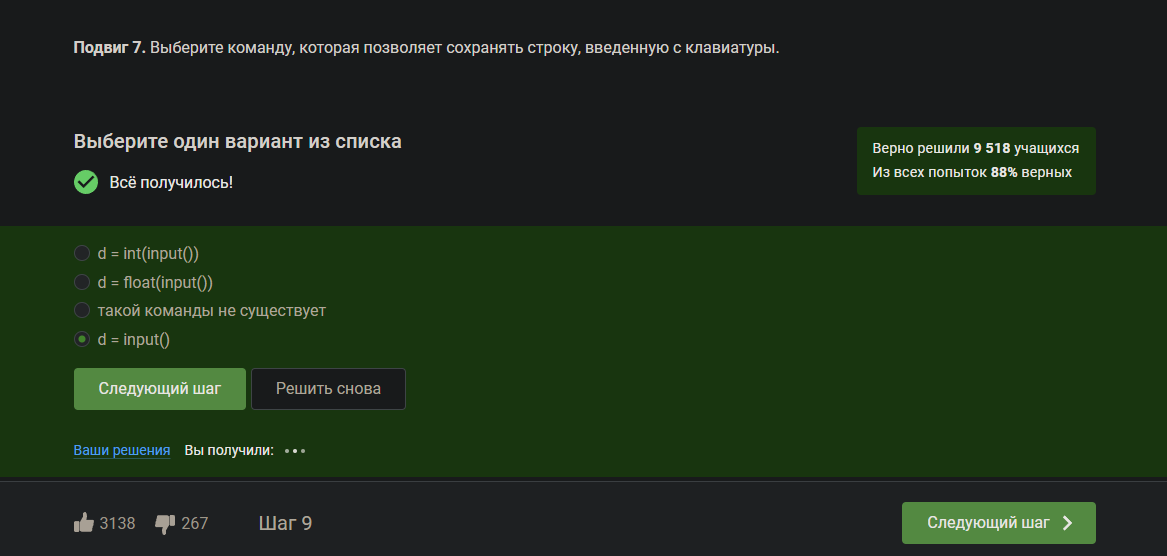 Подвиг 7. Выберите команду, которая позволяет сохранять строку, введенную с клавиатуры.
Выберите один вариант из списка
Всё получилось!
Верно решили 9 518 учащихся
Из всех попыток 88% верных
d = int(input())
d = float(input())
такой команды не существует
d = input()
Следующий шаг
Решить снова
Ваши решения Вы получили:
3138 267 Шаг 9 Следующий шаг